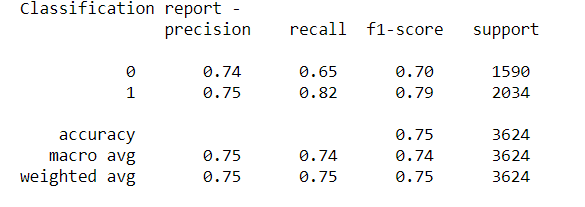 Classification report -
precision recall f1-score support
0 0.74 0.65 0.70 1590
1 0.75 0.82 0.79 2034
accuracy 0.75 3624
macro avg 0.75 0.74 0.74 3624
weighted avg 0.75 0.75 0.75 3624